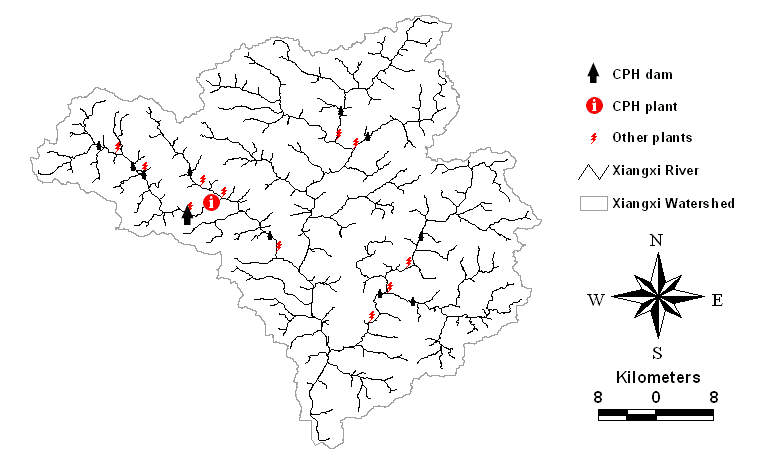 CPH dam
CPH plant
Other plants
Xiangxi River
Xiangxi Watershed
N
W E
S
Kilometers
8 0 8